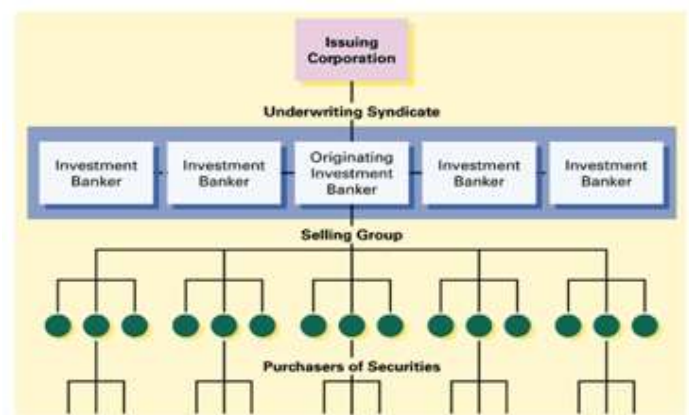 Issuing
Corporation
Underwriting Syndicate
Investment
Banker
Investment
Banker
Originating
Investment
Banker
Investment
Banker
Investment
Banker
Selling Group
Purchasers of Securities